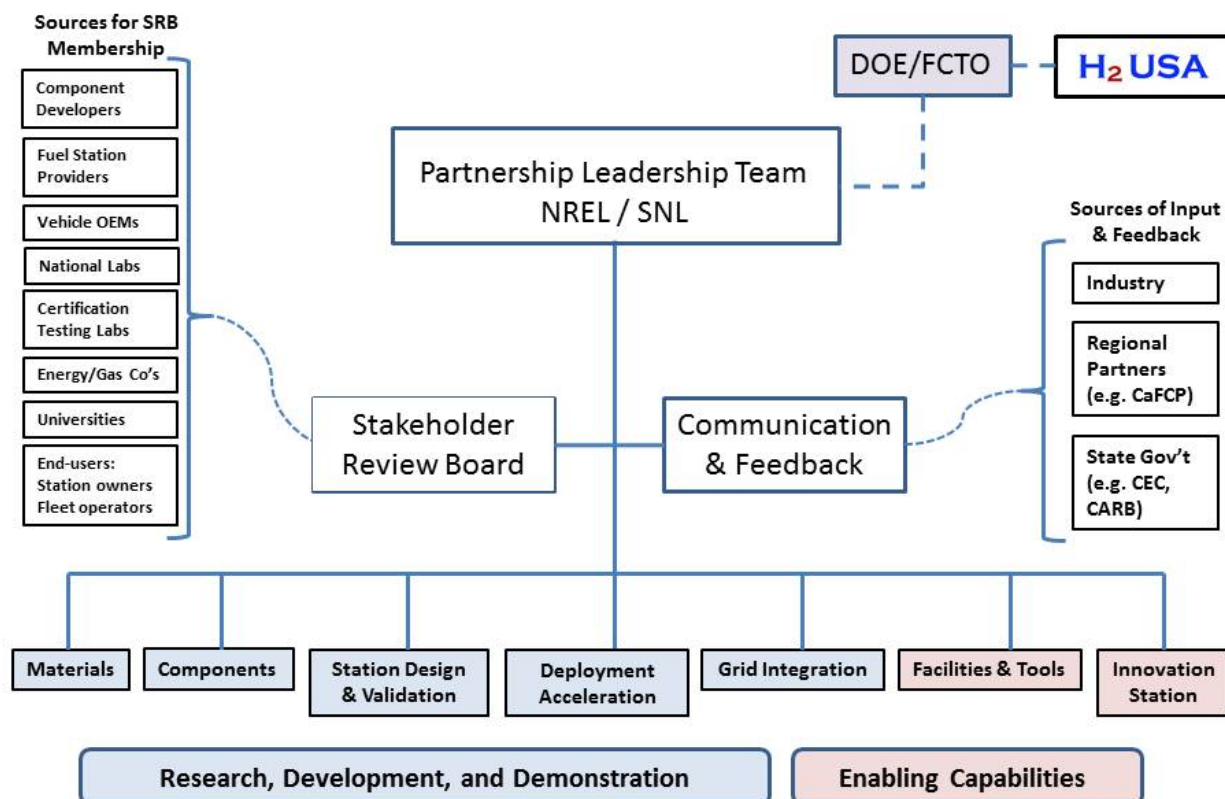 Sources for SRB
Membership
Component
Developers
Fuel Station
Providers
Vehicle OEMs
National Labs
Certification
Testing Labs
Energy/Gas Co's
Universities
End-users:
Station owners
Fleet operators
DOE/FCTO
H₂ USA
Partnership Leadership Team
NREL / SNL
Sources of Input
& Feedback
Industry
Regional
Partners
(e.g. CaFCP)
State Gov't
(e.g. CEC,
CARB)
Stakeholder
Review Board
Communication
& Feedback
Materials
Components
Station Design
& Validation
Deployment
Acceleration
Grid Integration
Facilities & Tools
Innovation
Station
Research, Development, and Demonstration
Enabling Capabilities